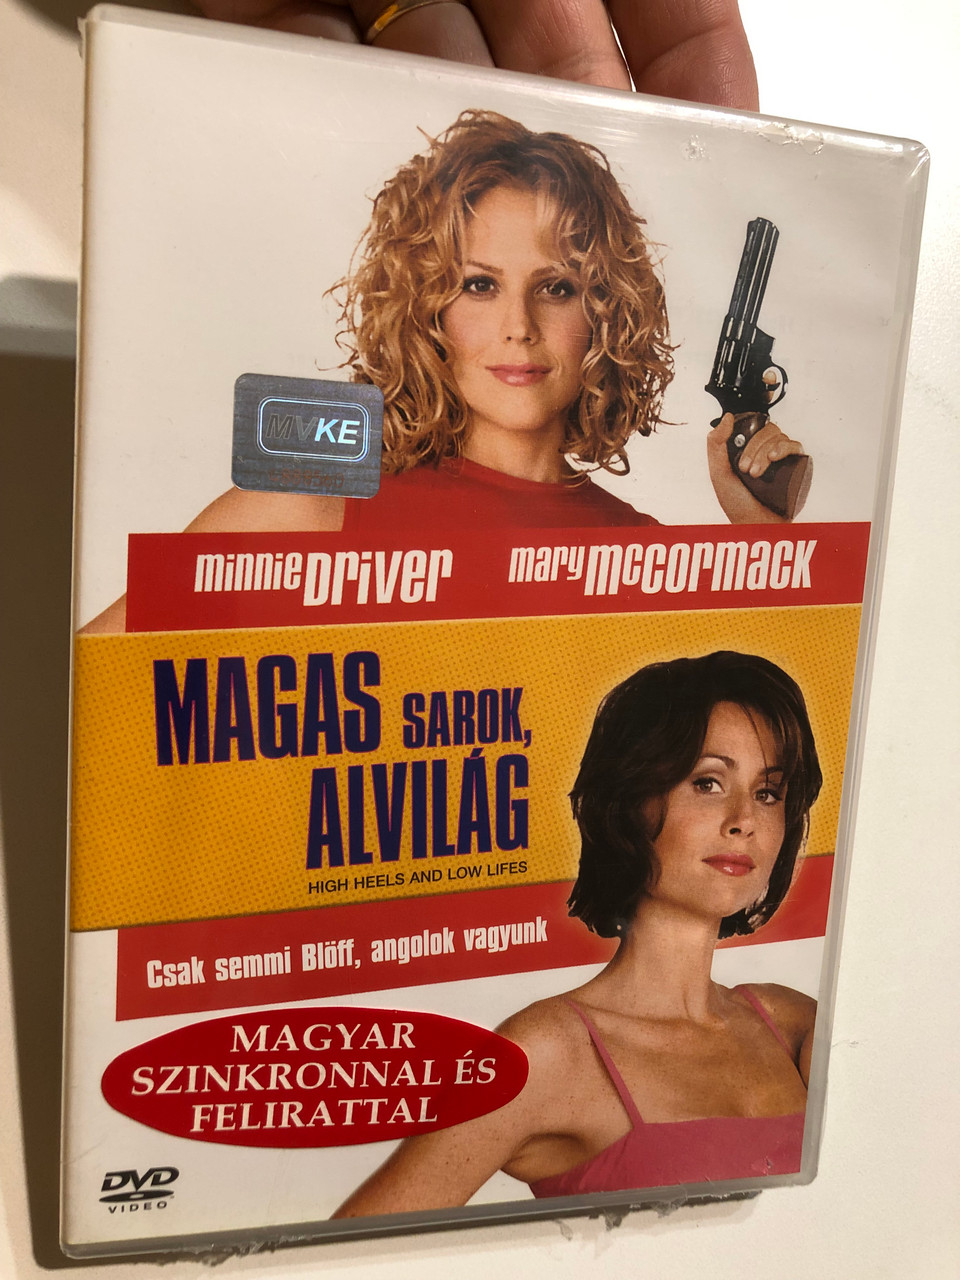 MVKE
minnie DRIVER mary mccormack
MAGAS SAROK,
ALVILÁG
HIGH HEELS AND LOW LIFES
Csak semmi Blöff, angolok vagyunk
MAGYAR
SZINKRONNAL ÉS
FELIRATTAL
DVD
VIDEO